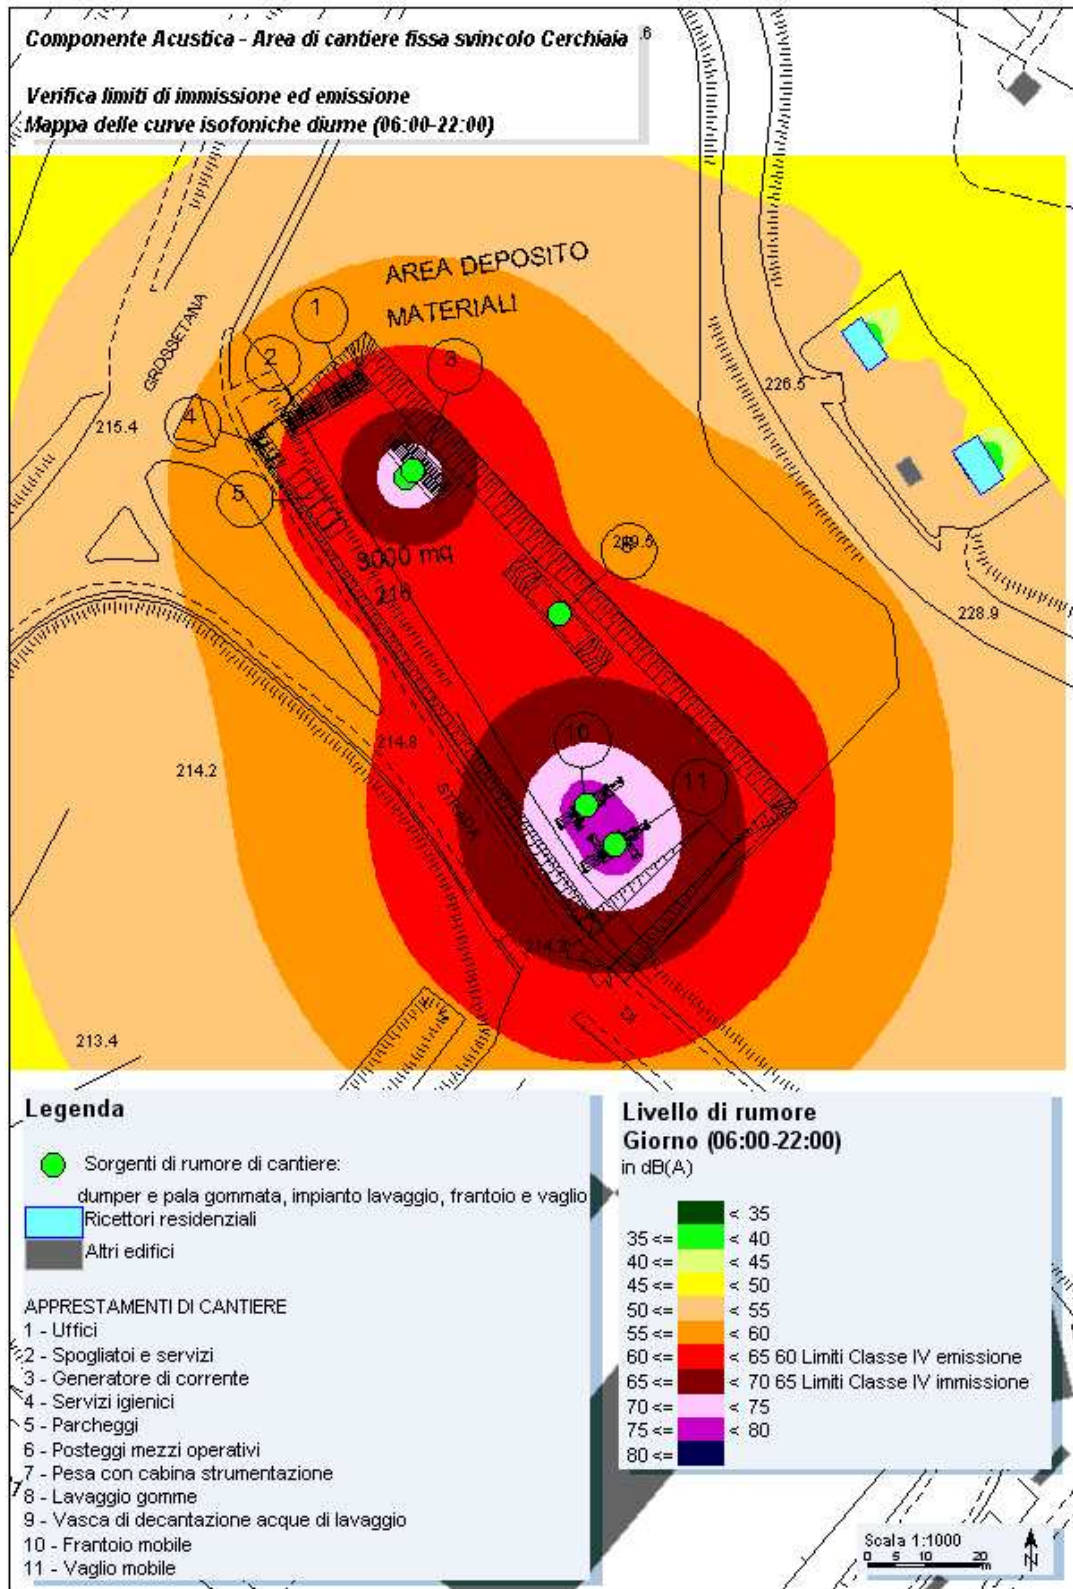 Componente Acustica - Area di cantiere fissa svincolo Cerchiaia
.6
Verifica limiti di immissione ed emissione
Mappa delle curve isofoniche diurne (06:00-22:00)
AREA DEPOSITO
MATERIALI
GROSSETANA
1
2
3
4
5
215.4
226.5
3000 mq
216
228.9
10
11
214.8
214.2
STRADA
DI
213.4
Legenda
Sorgenti di rumore di cantiere:
dumper e pala gommata, impianto lavaggio, frantoio e vaglio
Ricettori residenziali
Altri edifici
APPRESTAMENTI DI CANTIERE
1 - Uffici
2 - Spogliatoi e servizi
3 - Generatore di corrente
4 - Servizi igienici
5 - Parcheggi
6 - Posteggi mezzi operativi
7 - Pesa con cabina strumentazione
8 - Lavaggio gomme
9 - Vasca di decantazione acque di lavaggio
10 - Frantoio mobile
11 - Vaglio mobile
Livello di rumore
Giorno (06:00-22:00)
in dB(A)
< 35
35 <= < 40
40 <= < 45
45 <= < 50
50 <= < 55
55 <= < 60
60 <= < 65 60 Limiti Classe IV emissione
65 <= < 70 65 Limiti Classe IV immissione
70 <= < 75
75 <= < 80
80 <=
Scala 1:1000
0 5 10 20
m
N